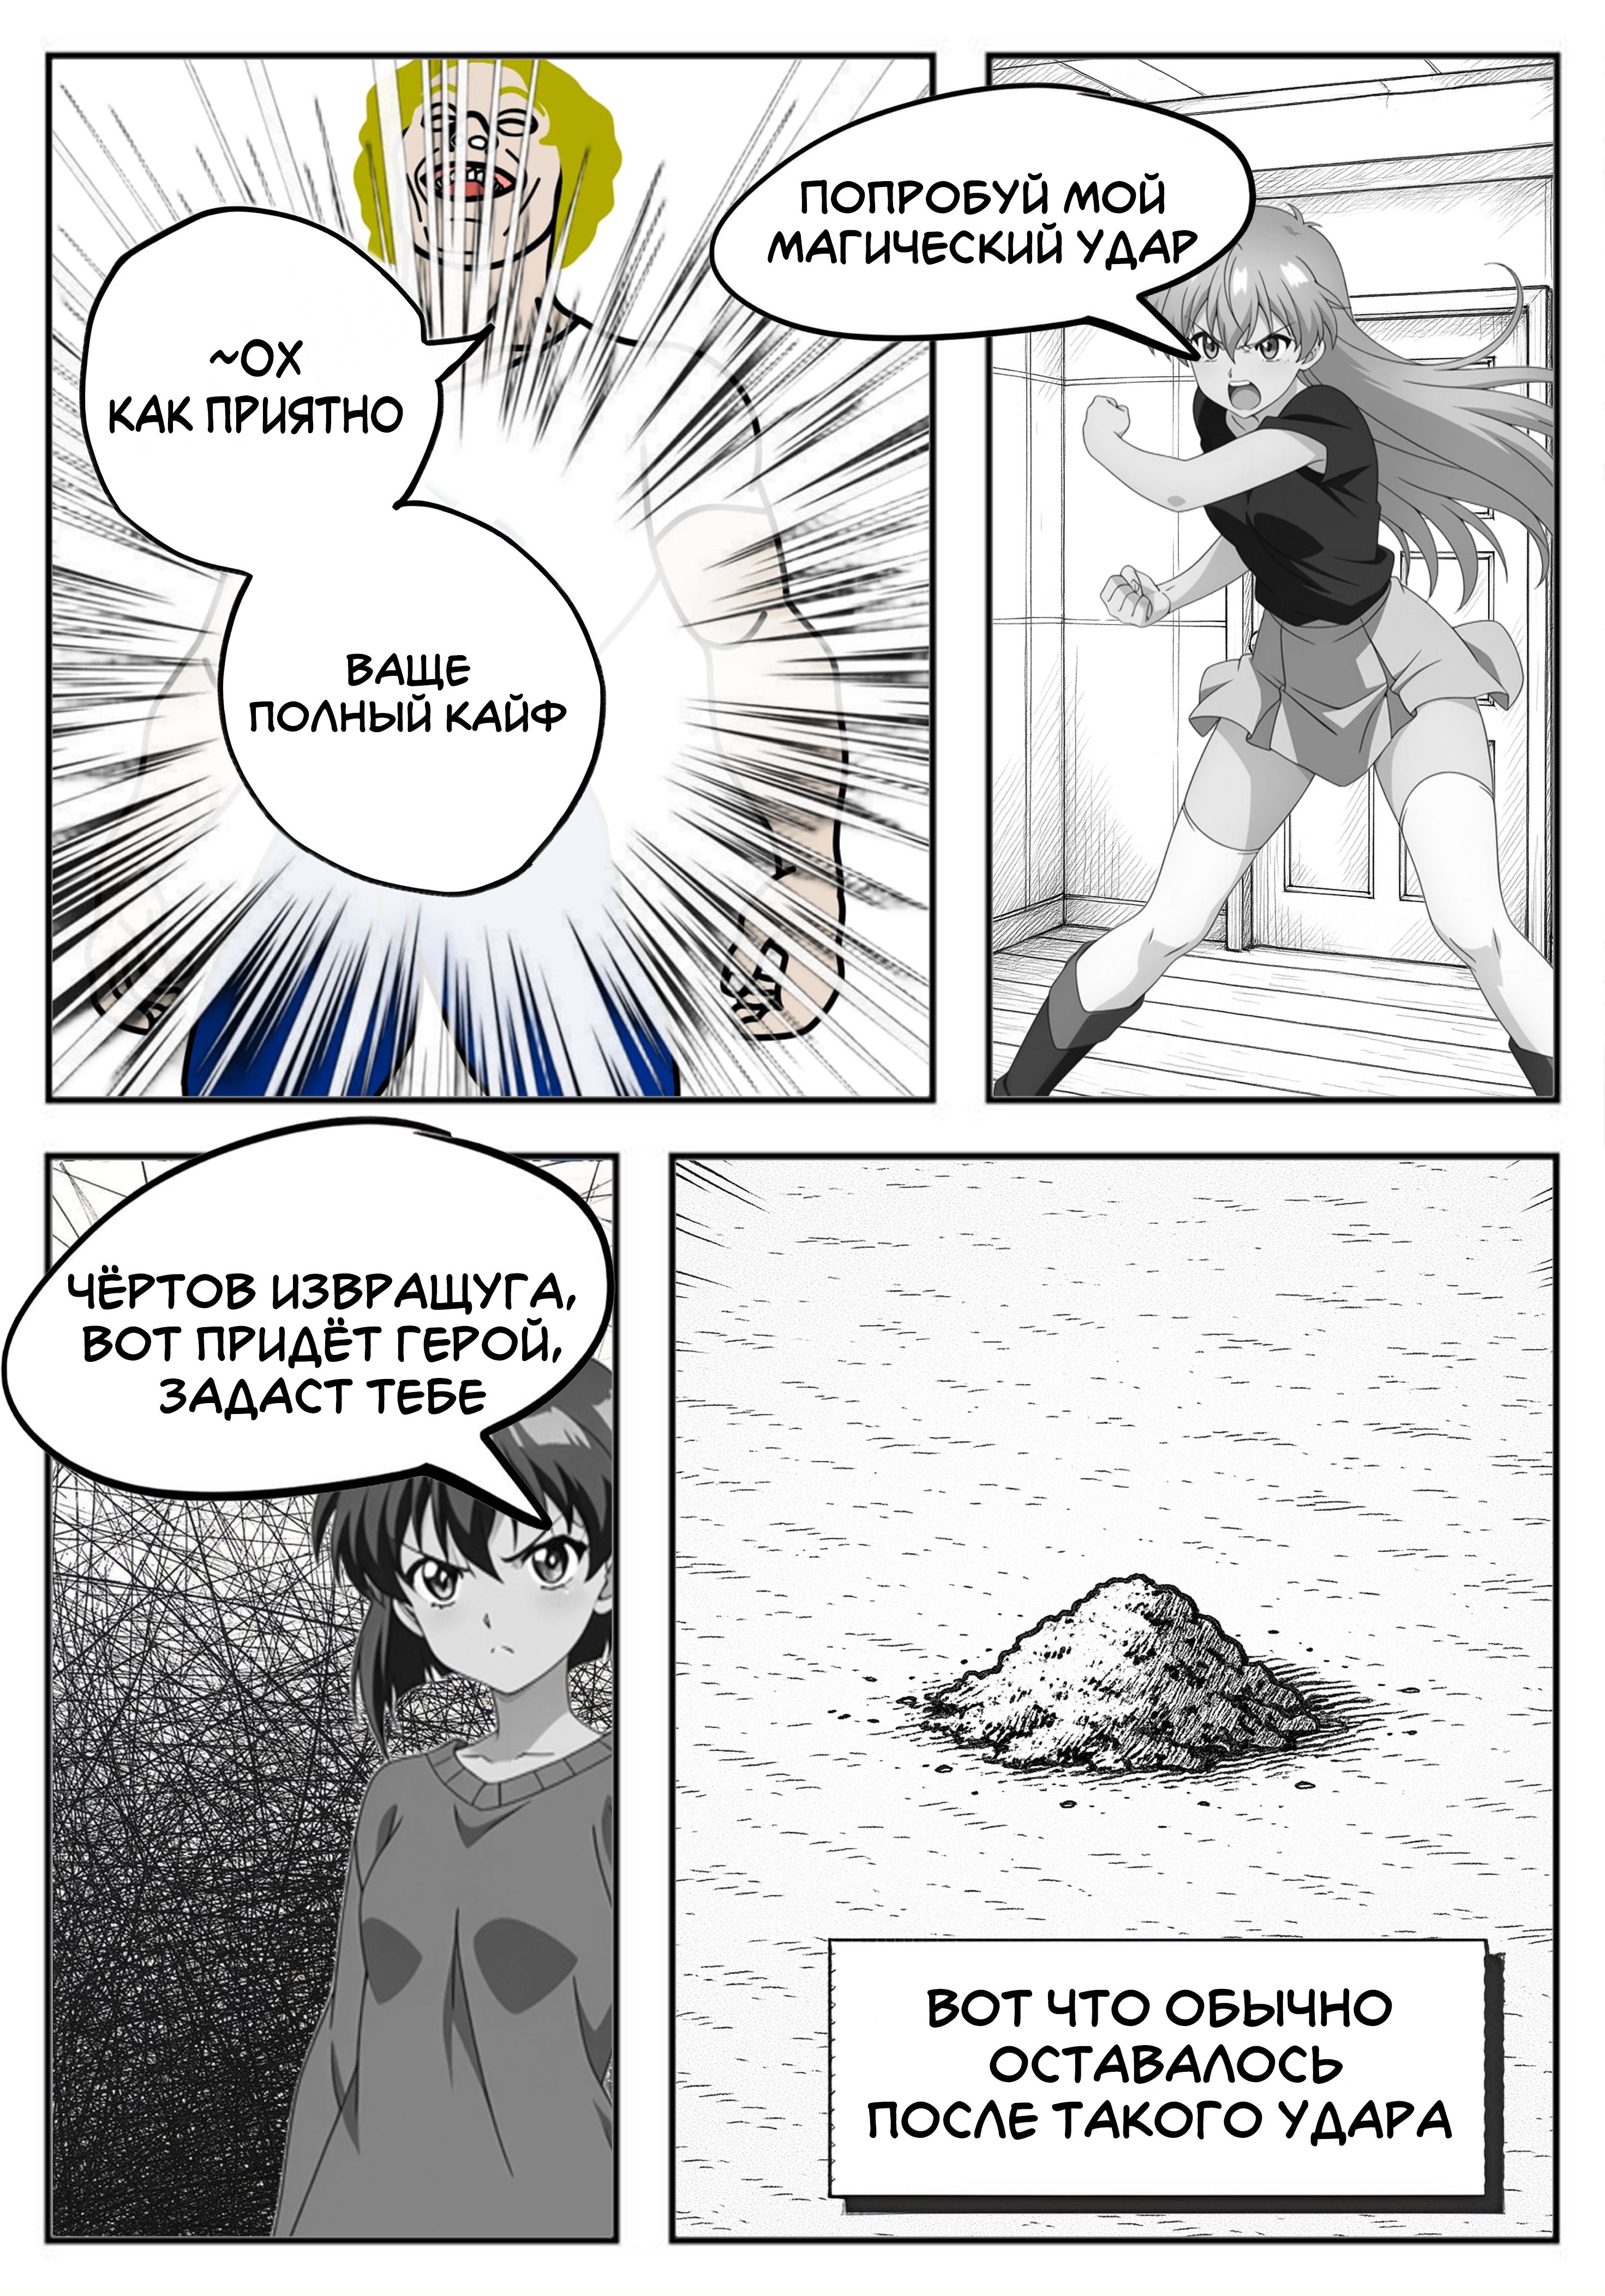 ПОПРОБУЙ МОЙ
МАГИЧЕСКИЙ УДАР
~ОХ
КАК ПРИЯТНО
ВАЩЕ
ПОЛНЫЙ КАЙФ
ВОТ ЧТО ОБЫЧНО
ОСТАВАЛОСЬ
ПОСЛЕ ТАКОГО УДАРА
ЧЁРТОВ ИЗВРАЩУГА,
ВОТ ПРИДЁТ ГЕРОЙ,
ЗАДАСТ ТЕБЕ